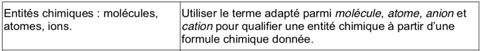 Entités chimiques : molécules,
atomes, ions.
Utiliser le terme adapté parmi molécule, atome, anion et
cation pour qualifier une entité chimique à partir d'une
formule chimique donnée.